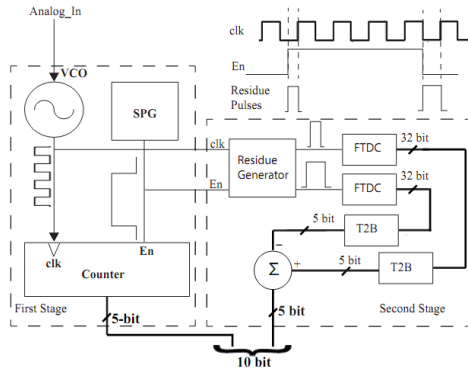 Analog_In
clk
En
Residue
Pulses
VCO
SPG
clk
En
Residue
Generator
FTDC
32 bit
FTDC
32 bit
5 bit
T2B
−
Σ
+
5 bit
T2B
clk
En
Counter
First Stage
5-bit
5 bit
Second Stage
10 bit